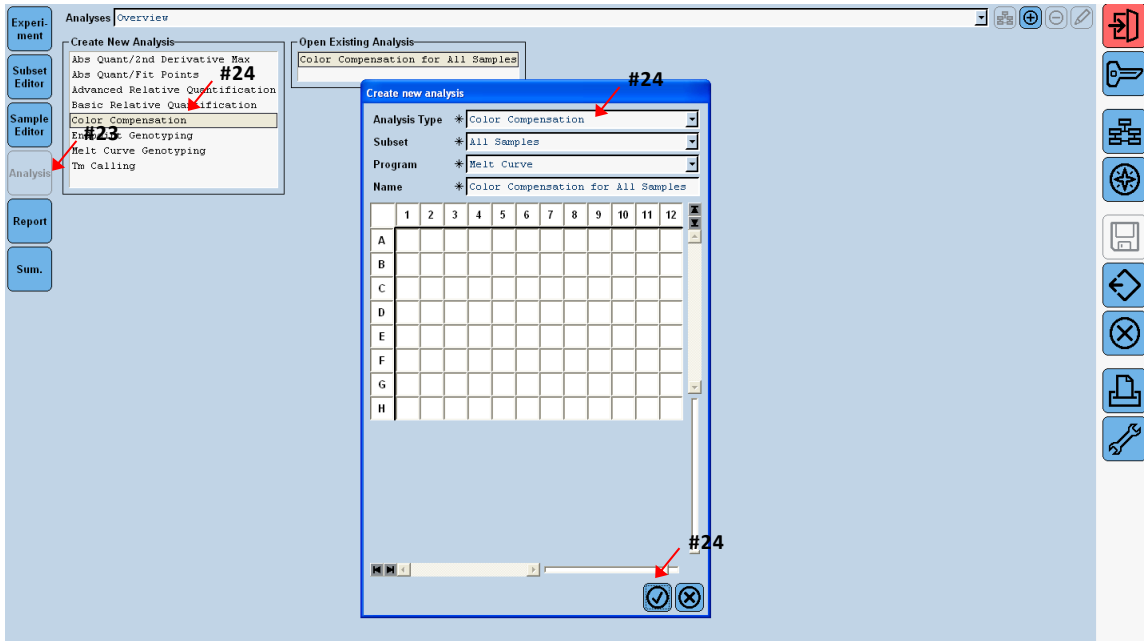 Experi-
ment
Subset
Editor
Sample
Editor
Analysis
Report
Sum.
Analyses Overview
Create New Analysis
Abs Quant/2nd Derivative Max
Abs Quant/Fit Points
Advanced Relative Quantification
Basic Relative Quantification
Color Compensation
Endpoint Genotyping
Melt Curve Genotyping
Tm Calling
#24
#23
Open Existing Analysis
Color Compensation for All Samples
#24
Create new analysis
Analysis Type * Color Compensation
Subset * All Samples
Program * Melt Curve
Name * Color Compensation for All Samples
1 2 3 4 5 6 7 8 9 10 11 12
A
B
C
D
E
F
G
H
#24